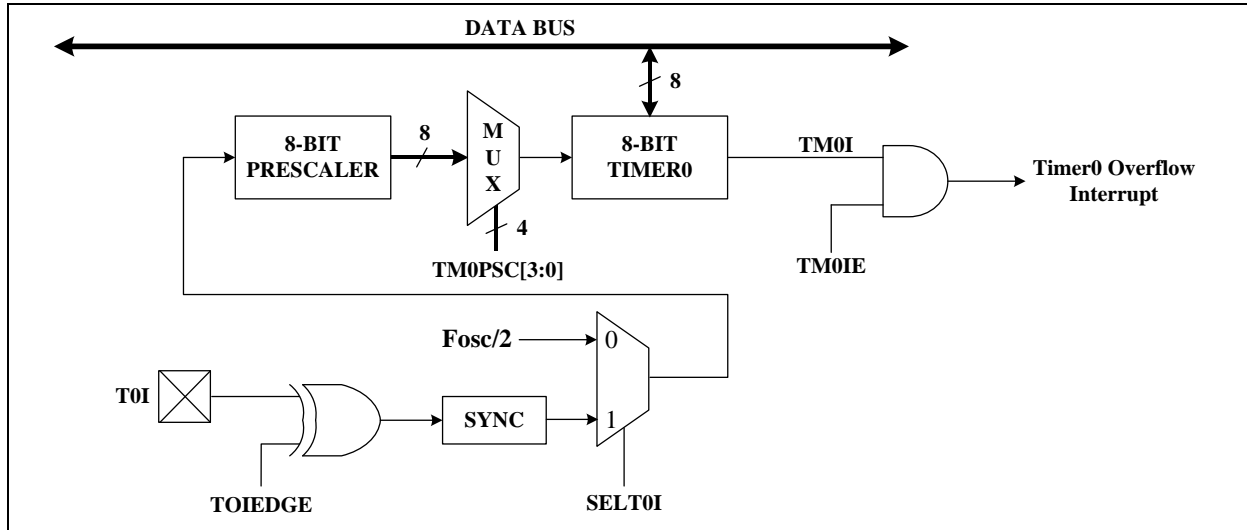 DATA BUS
8
8-BIT
PRESCALER
8
M
U
X
8-BIT
TIMER0
TM0I
Timer0 Overflow
Interrupt
4
TM0PSC[3:0]
TM0IE
Fosc/2
0
T0I
SYNC
1
TOIEDGE
SELT0I